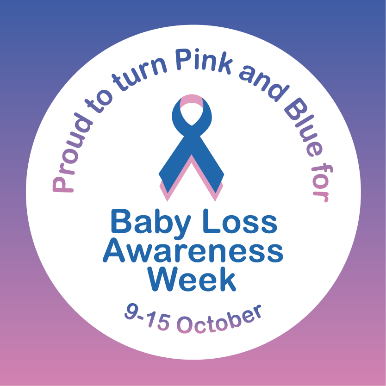 Proud to turn Pink and Blue for
Baby Loss
Awareness
Week
9-15 October